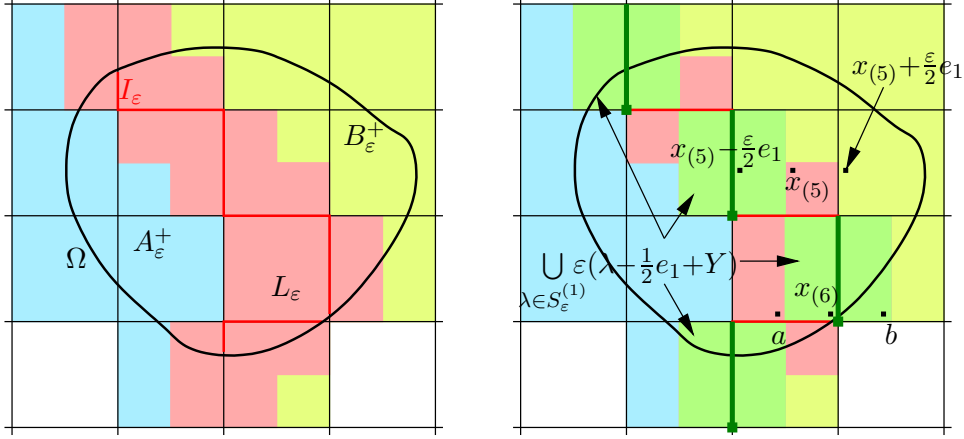 I_ε
B_ε^+
Ω
A_ε^+
L_ε
x_(5)+ε/2 e_1
x_(5)−ε/2 e_1
x_(5)
⋃ ε(λ−1/2 e_1+Y)
λ∈S_ε^(1)
x_(6)
a
b